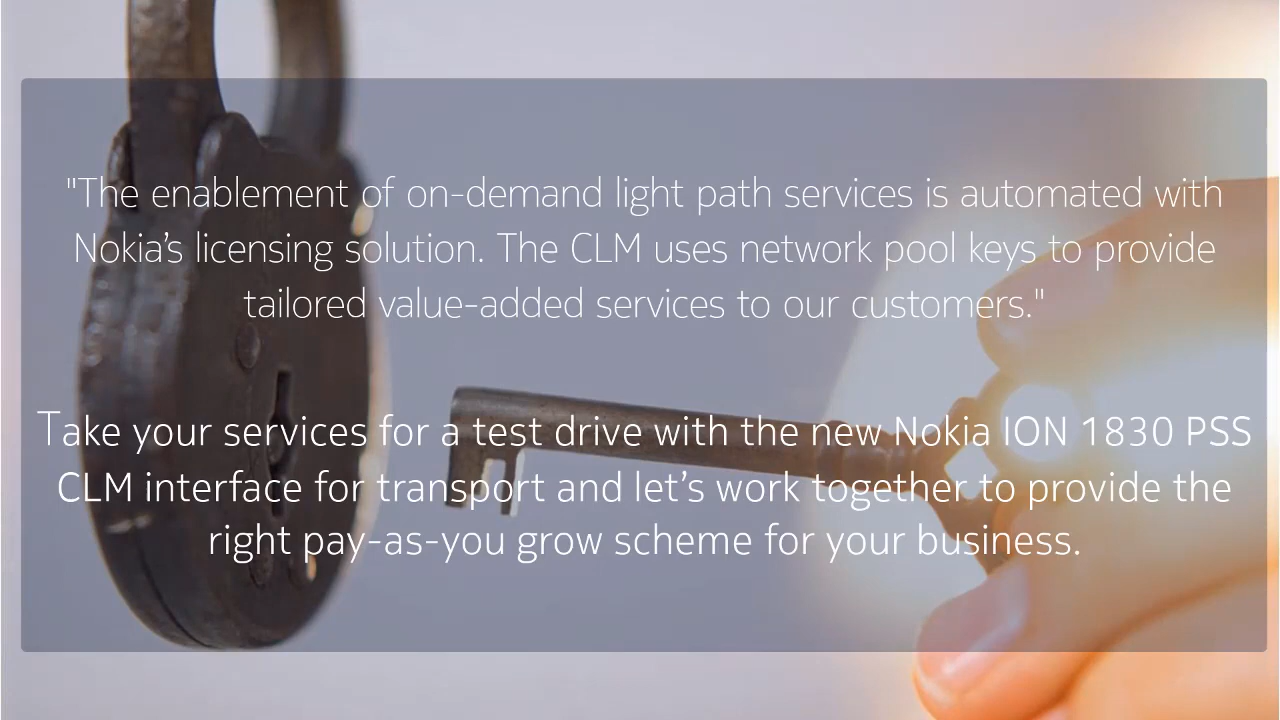 "The enablement of on-demand light path services is automated with
Nokia’s licensing solution. The CLM uses network pool keys to provide
tailored value-added services to our customers."
Take your services for a test drive with the new Nokia ION 1830 PSS
CLM interface for transport and let’s work together to provide the
right pay-as-you grow scheme for your business.